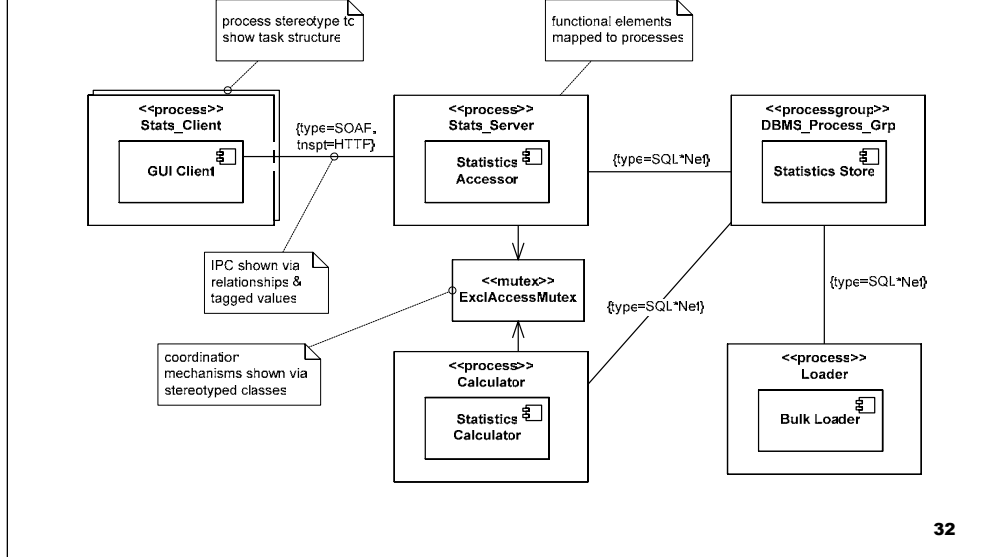 process stereotype to
show task structure
functional elements
mapped to processes
<<process>>
Stats_Client
GUI Client
{type=SOAP,
tnspt=HTTP}
<<process>>
Stats_Server
Statistics
Accessor
{type=SQL*Net}
<<processgroup>>
DBMS_Process_Grp
Statistics Store
IPC shown via
relationships &
tagged values
<<mutex>>
ExclAccessMutex
{type=SQL*Net}
{type=SQL*Net}
coordination
mechanisms shown via
stereotyped classes
<<process>>
Calculator
Statistics
Calculator
<<process>>
Loader
Bulk Loader
32